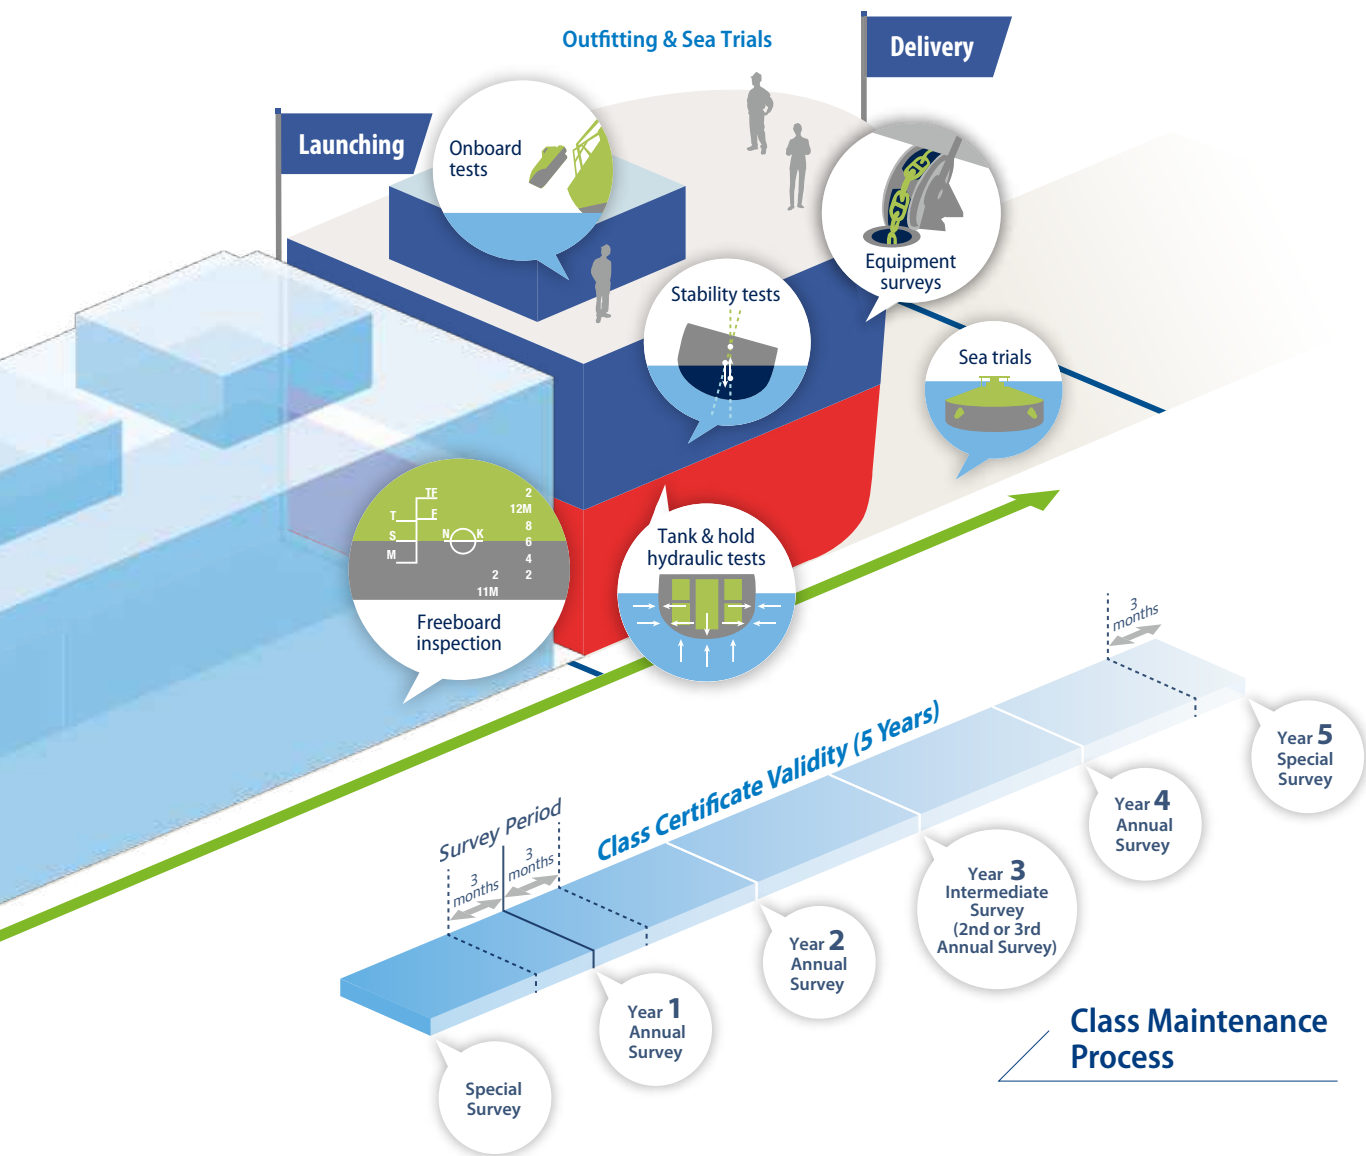 Outfitting & Sea Trials
Delivery
Launching
Onboard
tests
Equipment
surveys
Stability tests
Sea trials
TF
F
T
S
M
N K
2
12M
8
6
4
2
2
11M
Freeboard
inspection
Tank & hold
hydraulic tests
3
months
Class Certificate Validity (5 Years)
Survey Period
3
months
3
months
Year 5
Special
Survey
Year 4
Annual
Survey
Year 3
Intermediate
Survey
(2nd or 3rd
Annual Survey)
Year 2
Annual
Survey
Year 1
Annual
Survey
Special
Survey
Class Maintenance
Process